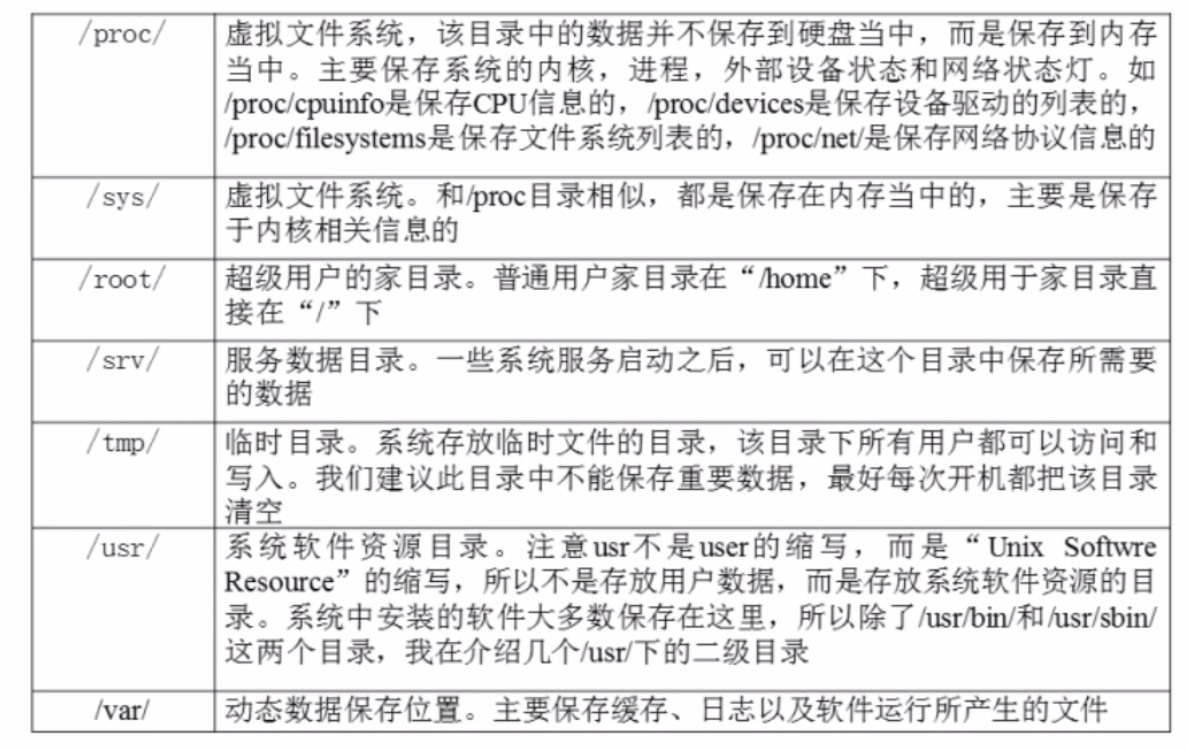 /proc/
虚拟文件系统，该目录中的数据并不保存到硬盘当中，而是保存到内存
当中。主要保存系统的内核，进程，外部设备状态和网络状态灯。如
/proc/cpuinfo是保存CPU信息的，/proc/devices是保存设备驱动的列表的，
/proc/filesystems是保存文件系统列表的，/proc/net/是保存网络协议信息的
/sys/
虚拟文件系统。和/proc目录相似，都是保存在内存当中的，主要是保存
于内核相关信息的
/root/
超级用户的家目录。普通用户家目录在“/home”下，超级用于家目录直
接在“/”下
/srv/
服务数据目录。一些系统服务启动之后，可以在这个目录中保存所需要
的数据
/tmp/
临时目录。系统存放临时文件的目录，该目录下所有用户都可以访问和
写入。我们建议此目录中不能保存重要数据，最好每次开机都把该目录
清空
/usr/
系统软件资源目录。注意usr不是user的缩写，而是“Unix Softwre
Resource”的缩写，所以不是存放用户数据，而是存放系统软件资源的目
录。系统中安装的软件大多数保存在这里，所以除了/usr/bin/和/usr/sbin/
这两个目录，我在介绍几个/usr/下的二级目录
/var/
动态数据保存位置。主要保存缓存、日志以及软件运行所产生的文件